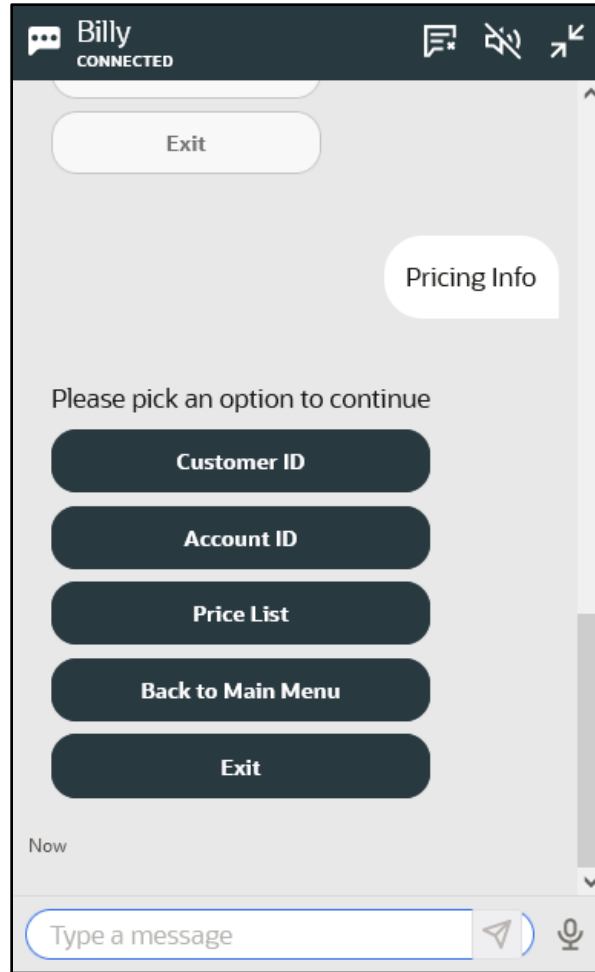 Billy
CONNECTED
Exit
Pricing Info
Please pick an option to continue
Customer ID
Account ID
Price List
Back to Main Menu
Exit
Now
Type a message